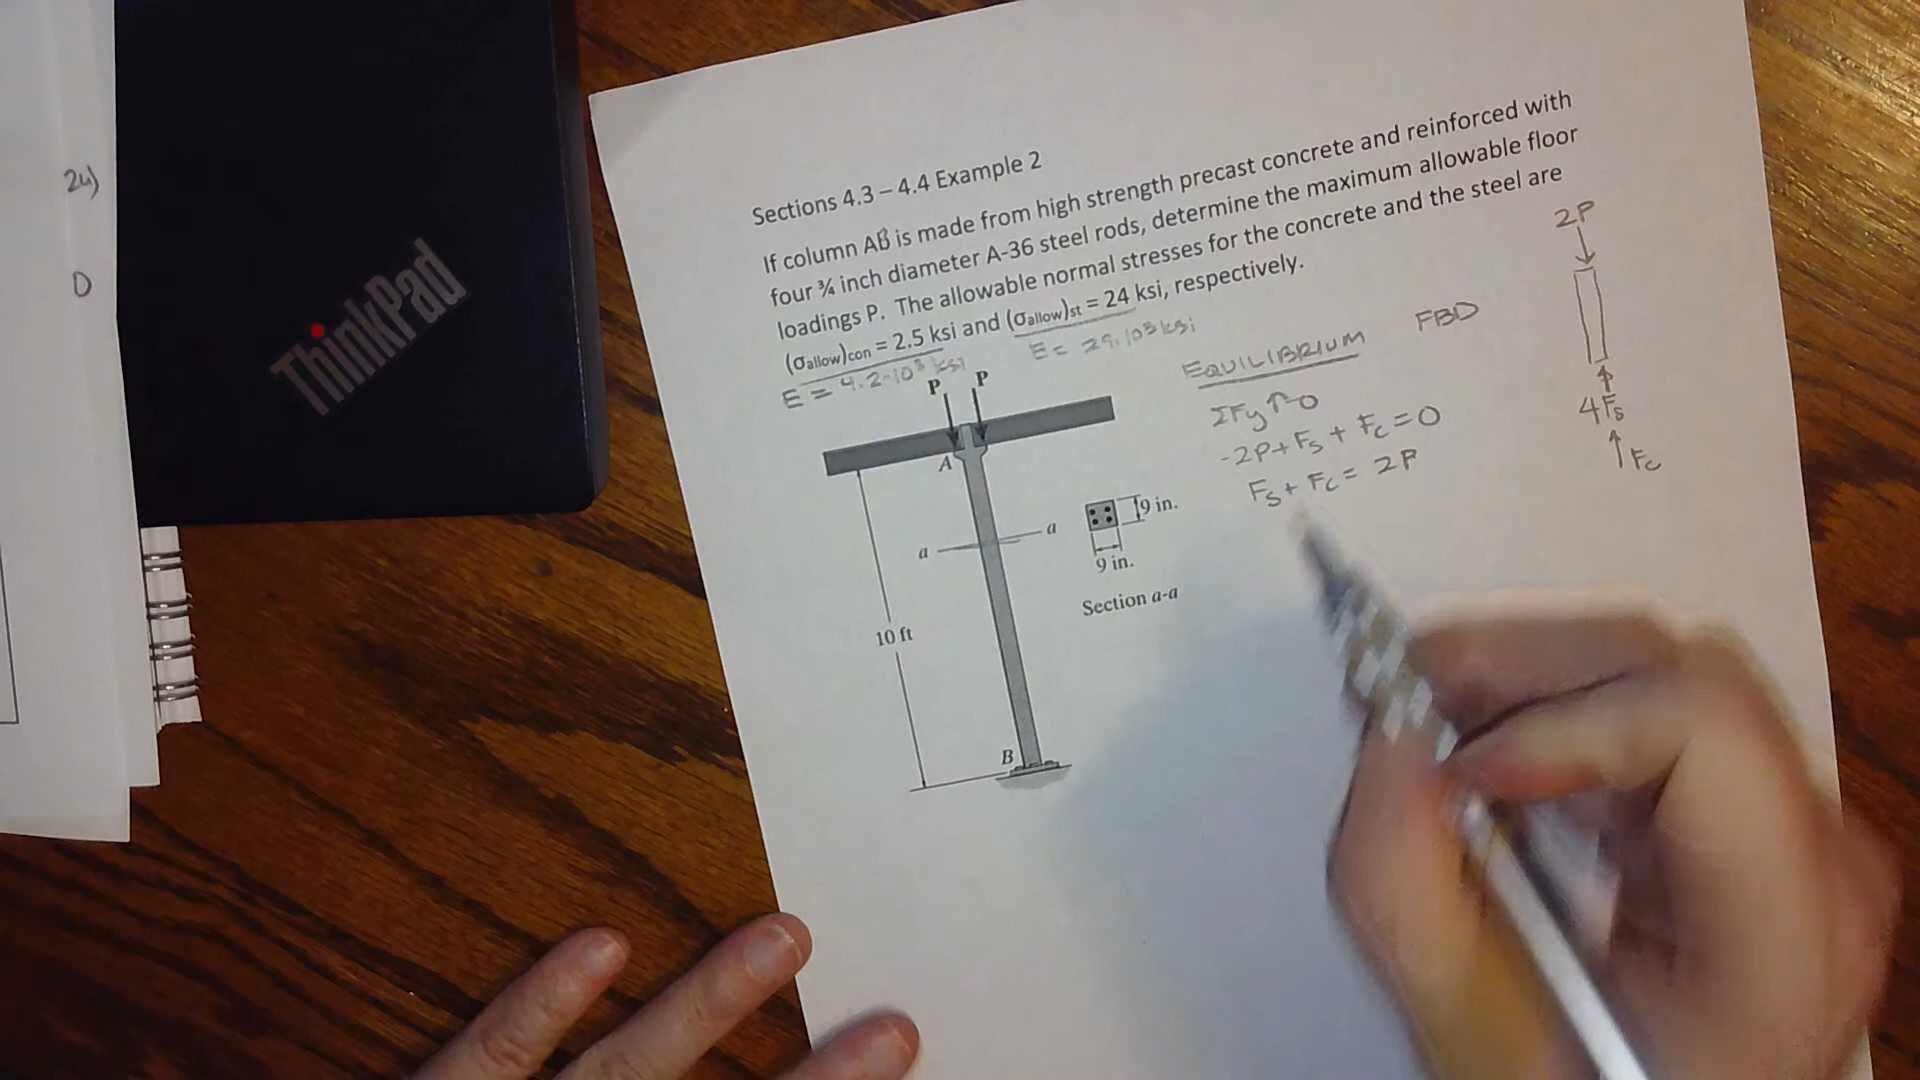 24)
D
ThinkPad
Sections 4.3 – 4.4 Example 2
If column AB is made from high strength precast concrete and reinforced with
four ¾ inch diameter A-36 steel rods, determine the maximum allowable floor
loadings P. The allowable normal stresses for the concrete and the steel are
(σallow)con = 2.5 ksi and (σallow)st = 24 ksi, respectively.
E = 4.2·10³ ksi
E = 29·10³ ksi
P P
A
a a
10 ft
B
9 in.
9 in.
Section a-a
EQUILIBRIUM
FBD
ΣFy↑=0
-2P+Fs + Fc = 0
Fs + Fc = 2P
2P
4Fs
Fc